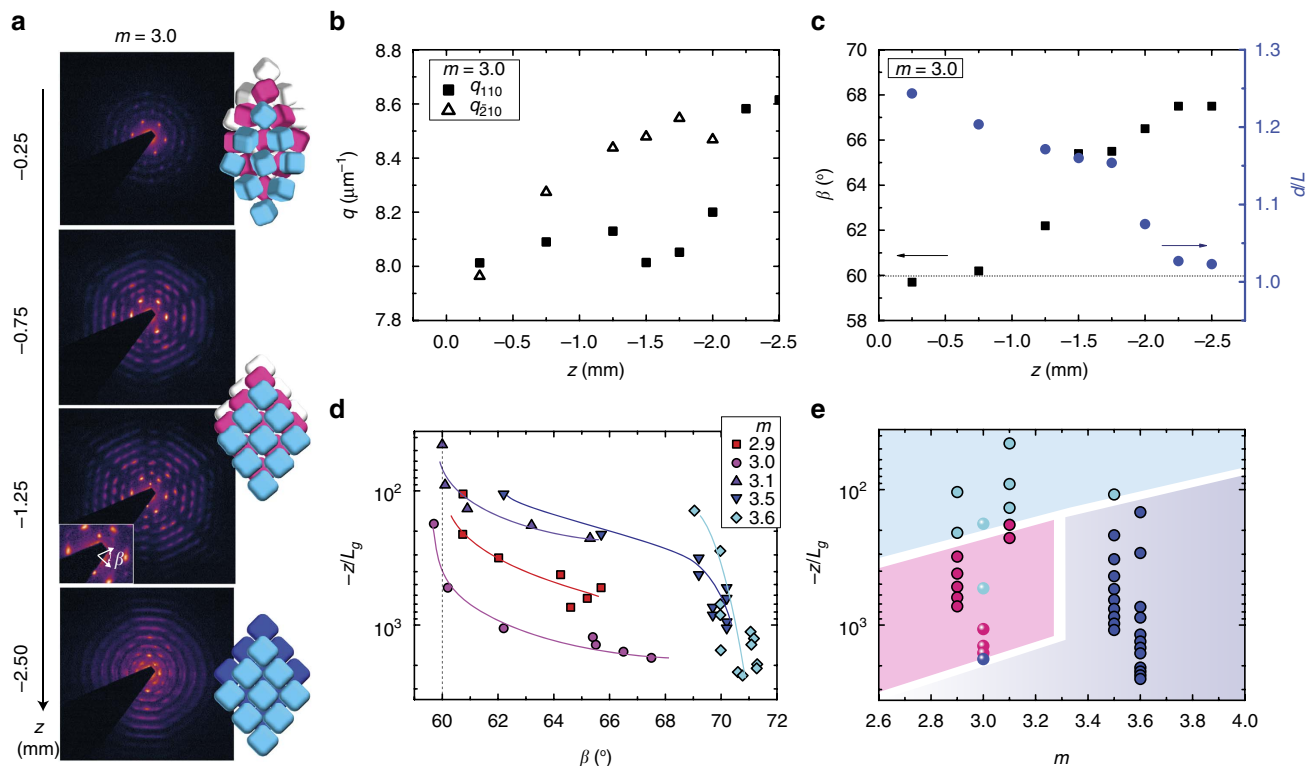 a
m = 3.0
−0.25
−0.75
−1.25
−2.50
z
(mm)
β
b
8.8
8.6
8.4
8.2
8.0
7.8
q (μm⁻¹)
m = 3.0
q₁₁₀
q₂̄₁₀
0.0 −0.5 −1.0 −1.5 −2.0 −2.5
z (mm)
c
70
68
66
64
62
60
58
β (°)
m = 3.0
1.3
1.2
1.1
1.0
d/L
0.0 −0.5 −1.0 −1.5 −2.0 −2.5
z (mm)
d
10²
10³
−z/L_g
m
2.9
3.0
3.1
3.5
3.6
60 62 64 66 68 70 72
β (°)
e
10²
10³
−z/L_g
2.6 2.8 3.0 3.2 3.4 3.6 3.8 4.0
m